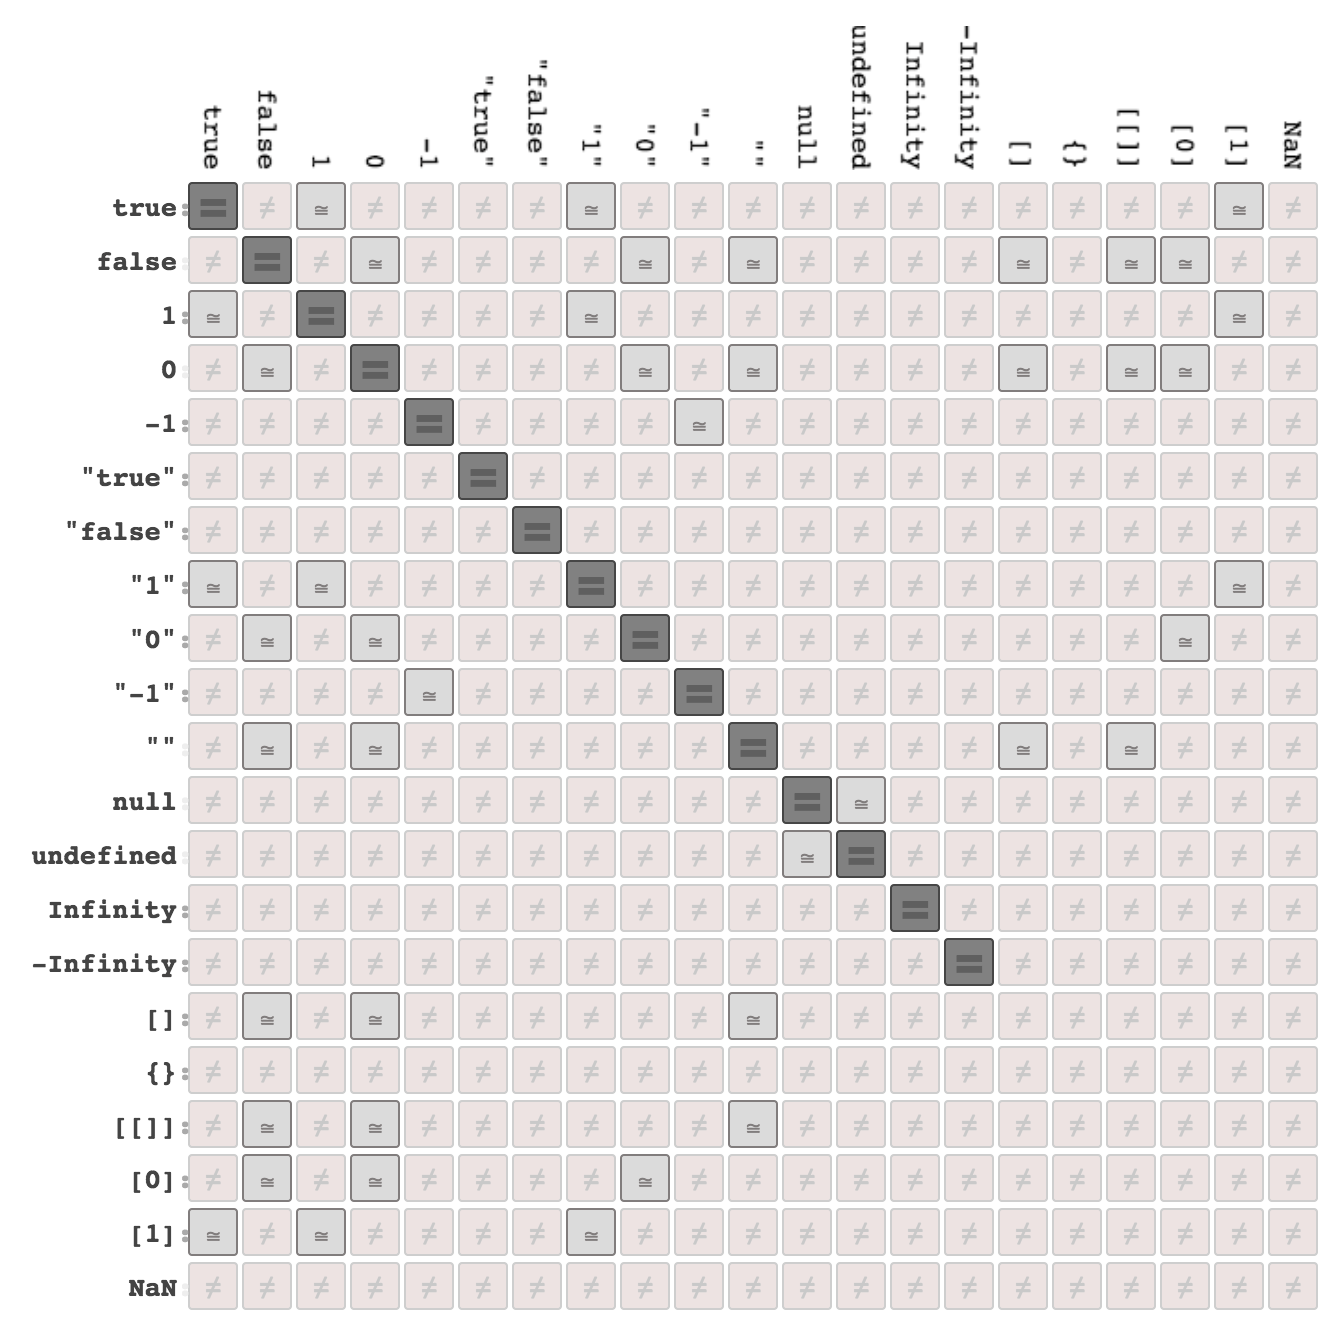 true false 1 0 -1 "true" "false" "1" "0" "-1" "" null undefined Infinity -Infinity [] {} [[]] [0] [1] NaN
true = ≠ ≅ ≠ ≠ ≠ ≠ ≅ ≠ ≠ ≠ ≠ ≠ ≠ ≠ ≠ ≠ ≠ ≠ ≅ ≠
false ≠ = ≠ ≅ ≠ ≠ ≠ ≠ ≅ ≠ ≅ ≠ ≠ ≠ ≠ ≅ ≠ ≅ ≅ ≠ ≠
1 ≅ ≠ = ≠ ≠ ≠ ≠ ≅ ≠ ≠ ≠ ≠ ≠ ≠ ≠ ≠ ≠ ≠ ≠ ≅ ≠
0 ≠ ≅ ≠ = ≠ ≠ ≠ ≠ ≅ ≠ ≅ ≠ ≠ ≠ ≠ ≅ ≠ ≅ ≅ ≠ ≠
-1 ≠ ≠ ≠ ≠ = ≠ ≠ ≠ ≠ ≅ ≠ ≠ ≠ ≠ ≠ ≠ ≠ ≠ ≠ ≠ ≠
"true" ≠ ≠ ≠ ≠ ≠ = ≠ ≠ ≠ ≠ ≠ ≠ ≠ ≠ ≠ ≠ ≠ ≠ ≠ ≠ ≠
"false" ≠ ≠ ≠ ≠ ≠ ≠ = ≠ ≠ ≠ ≠ ≠ ≠ ≠ ≠ ≠ ≠ ≠ ≠ ≠ ≠
"1" ≅ ≠ ≅ ≠ ≠ ≠ ≠ = ≠ ≠ ≠ ≠ ≠ ≠ ≠ ≠ ≠ ≠ ≠ ≅ ≠
"0" ≠ ≅ ≠ ≅ ≠ ≠ ≠ ≠ = ≠ ≠ ≠ ≠ ≠ ≠ ≠ ≠ ≠ ≅ ≠ ≠
"-1" ≠ ≠ ≠ ≠ ≅ ≠ ≠ ≠ ≠ = ≠ ≠ ≠ ≠ ≠ ≠ ≠ ≠ ≠ ≠ ≠
"" ≠ ≅ ≠ ≅ ≠ ≠ ≠ ≠ ≠ ≠ = ≠ ≠ ≠ ≠ ≅ ≠ ≅ ≠ ≠ ≠
null ≠ ≠ ≠ ≠ ≠ ≠ ≠ ≠ ≠ ≠ ≠ = ≅ ≠ ≠ ≠ ≠ ≠ ≠ ≠ ≠
undefined ≠ ≠ ≠ ≠ ≠ ≠ ≠ ≠ ≠ ≠ ≠ ≅ = ≠ ≠ ≠ ≠ ≠ ≠ ≠ ≠
Infinity ≠ ≠ ≠ ≠ ≠ ≠ ≠ ≠ ≠ ≠ ≠ ≠ ≠ = ≠ ≠ ≠ ≠ ≠ ≠ ≠
-Infinity ≠ ≠ ≠ ≠ ≠ ≠ ≠ ≠ ≠ ≠ ≠ ≠ ≠ ≠ = ≠ ≠ ≠ ≠ ≠ ≠
[] ≠ ≅ ≠ ≅ ≠ ≠ ≠ ≠ ≠ ≠ ≅ ≠ ≠ ≠ ≠ ≠ ≠ ≠ ≠ ≠ ≠
{} ≠ ≠ ≠ ≠ ≠ ≠ ≠ ≠ ≠ ≠ ≠ ≠ ≠ ≠ ≠ ≠ ≠ ≠ ≠ ≠ ≠
[[]] ≠ ≅ ≠ ≅ ≠ ≠ ≠ ≠ ≠ ≠ ≅ ≠ ≠ ≠ ≠ ≠ ≠ ≠ ≠ ≠ ≠
[0] ≠ ≅ ≠ ≅ ≠ ≠ ≠ ≠ ≅ ≠ ≠ ≠ ≠ ≠ ≠ ≠ ≠ ≠ ≠ ≠ ≠
[1] ≅ ≠ ≅ ≠ ≠ ≠ ≠ ≅ ≠ ≠ ≠ ≠ ≠ ≠ ≠ ≠ ≠ ≠ ≠ ≠ ≠
NaN ≠ ≠ ≠ ≠ ≠ ≠ ≠ ≠ ≠ ≠ ≠ ≠ ≠ ≠ ≠ ≠ ≠ ≠ ≠ ≠ ≠